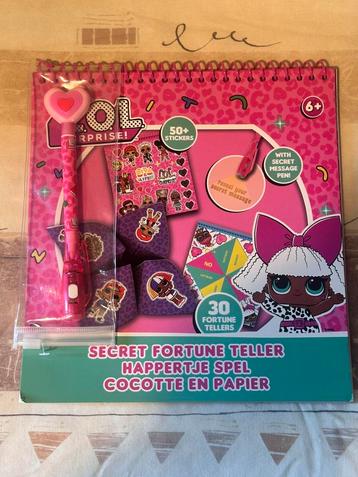 L.O.L
SURPRISE!
6+
50+
STICKERS
WITH
SECRET
MESSAGE
PEN!
Reveal your
secret message
NO
30
FORTUNE
TELLERS
SECRET FORTUNE TELLER
HAPPERTJE SPEL
COCOTTE EN PAPIER